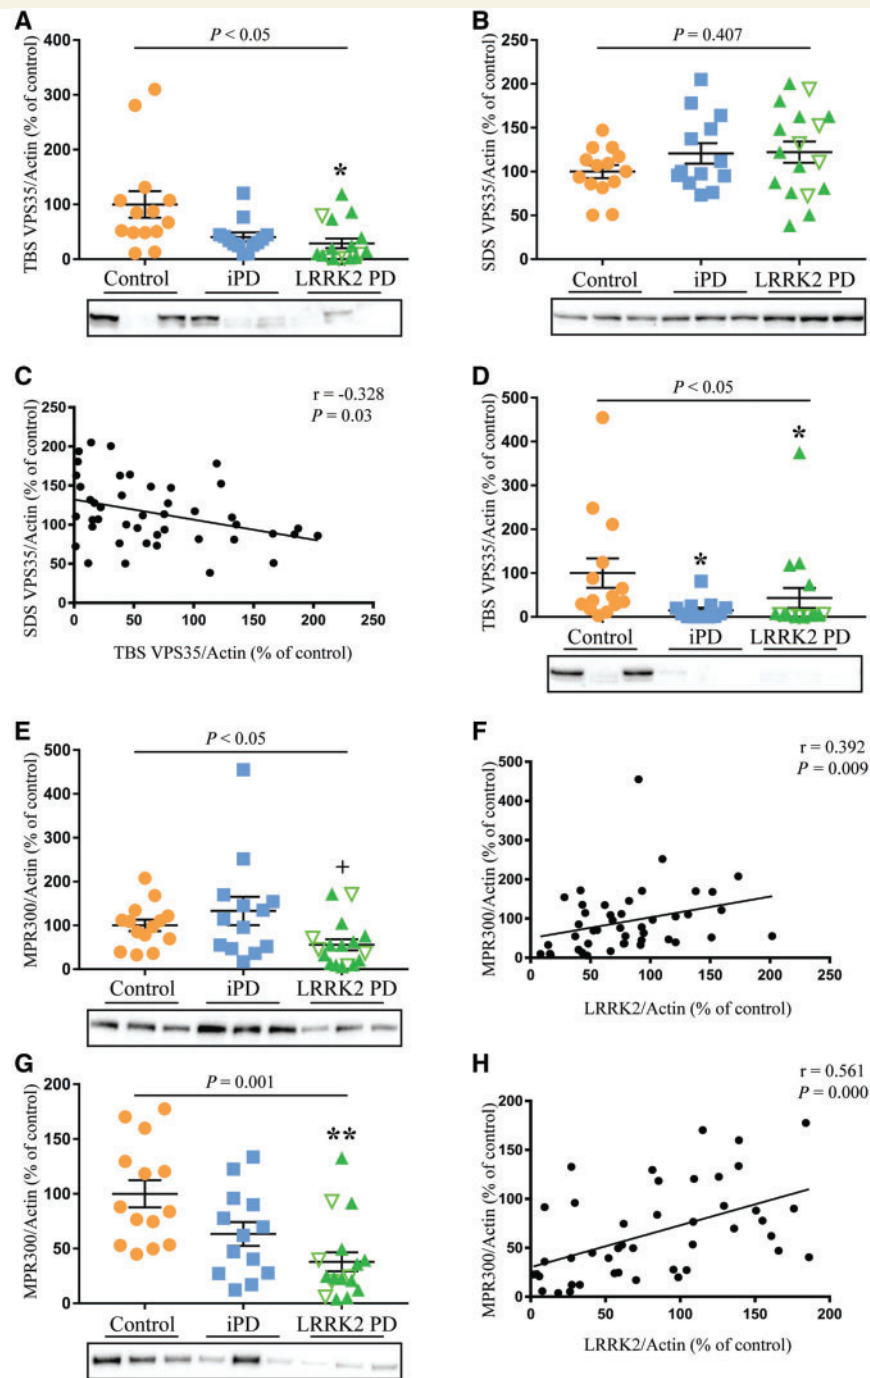 A
P < 0.05
TBS VPS35/Actin (% of control)
400
300
200
100
0
*
Control iPD LRRK2 PD
B
P = 0.407
SDS VPS35/Actin (% of control)
250
200
150
100
50
0
Control iPD LRRK2 PD
C
r = -0.328
P = 0.03
SDS VPS35/Actin (% of control)
250
200
150
100
50
0
0 50 100 150 200 250
TBS VPS35/Actin (% of control)
D
P < 0.05
TBS VPS35/Actin (% of control)
500
400
300
200
100
0
*
*
Control iPD LRRK2 PD
E
P < 0.05
MPR300/Actin (% of control)
500
400
300
200
100
0
+
Control iPD LRRK2 PD
F
r = 0.392
P = 0.009
MPR300/Actin (% of control)
500
400
300
200
100
0
0 50 100 150 200 250
LRRK2/Actin (% of control)
G
P = 0.001
MPR300/Actin (% of control)
200
150
100
50
0
**
Control iPD LRRK2 PD
H
r = 0.561
P = 0.000
MPR300/Actin (% of control)
200
150
100
50
0
0 50 100 150 200
LRRK2/Actin (% of control)